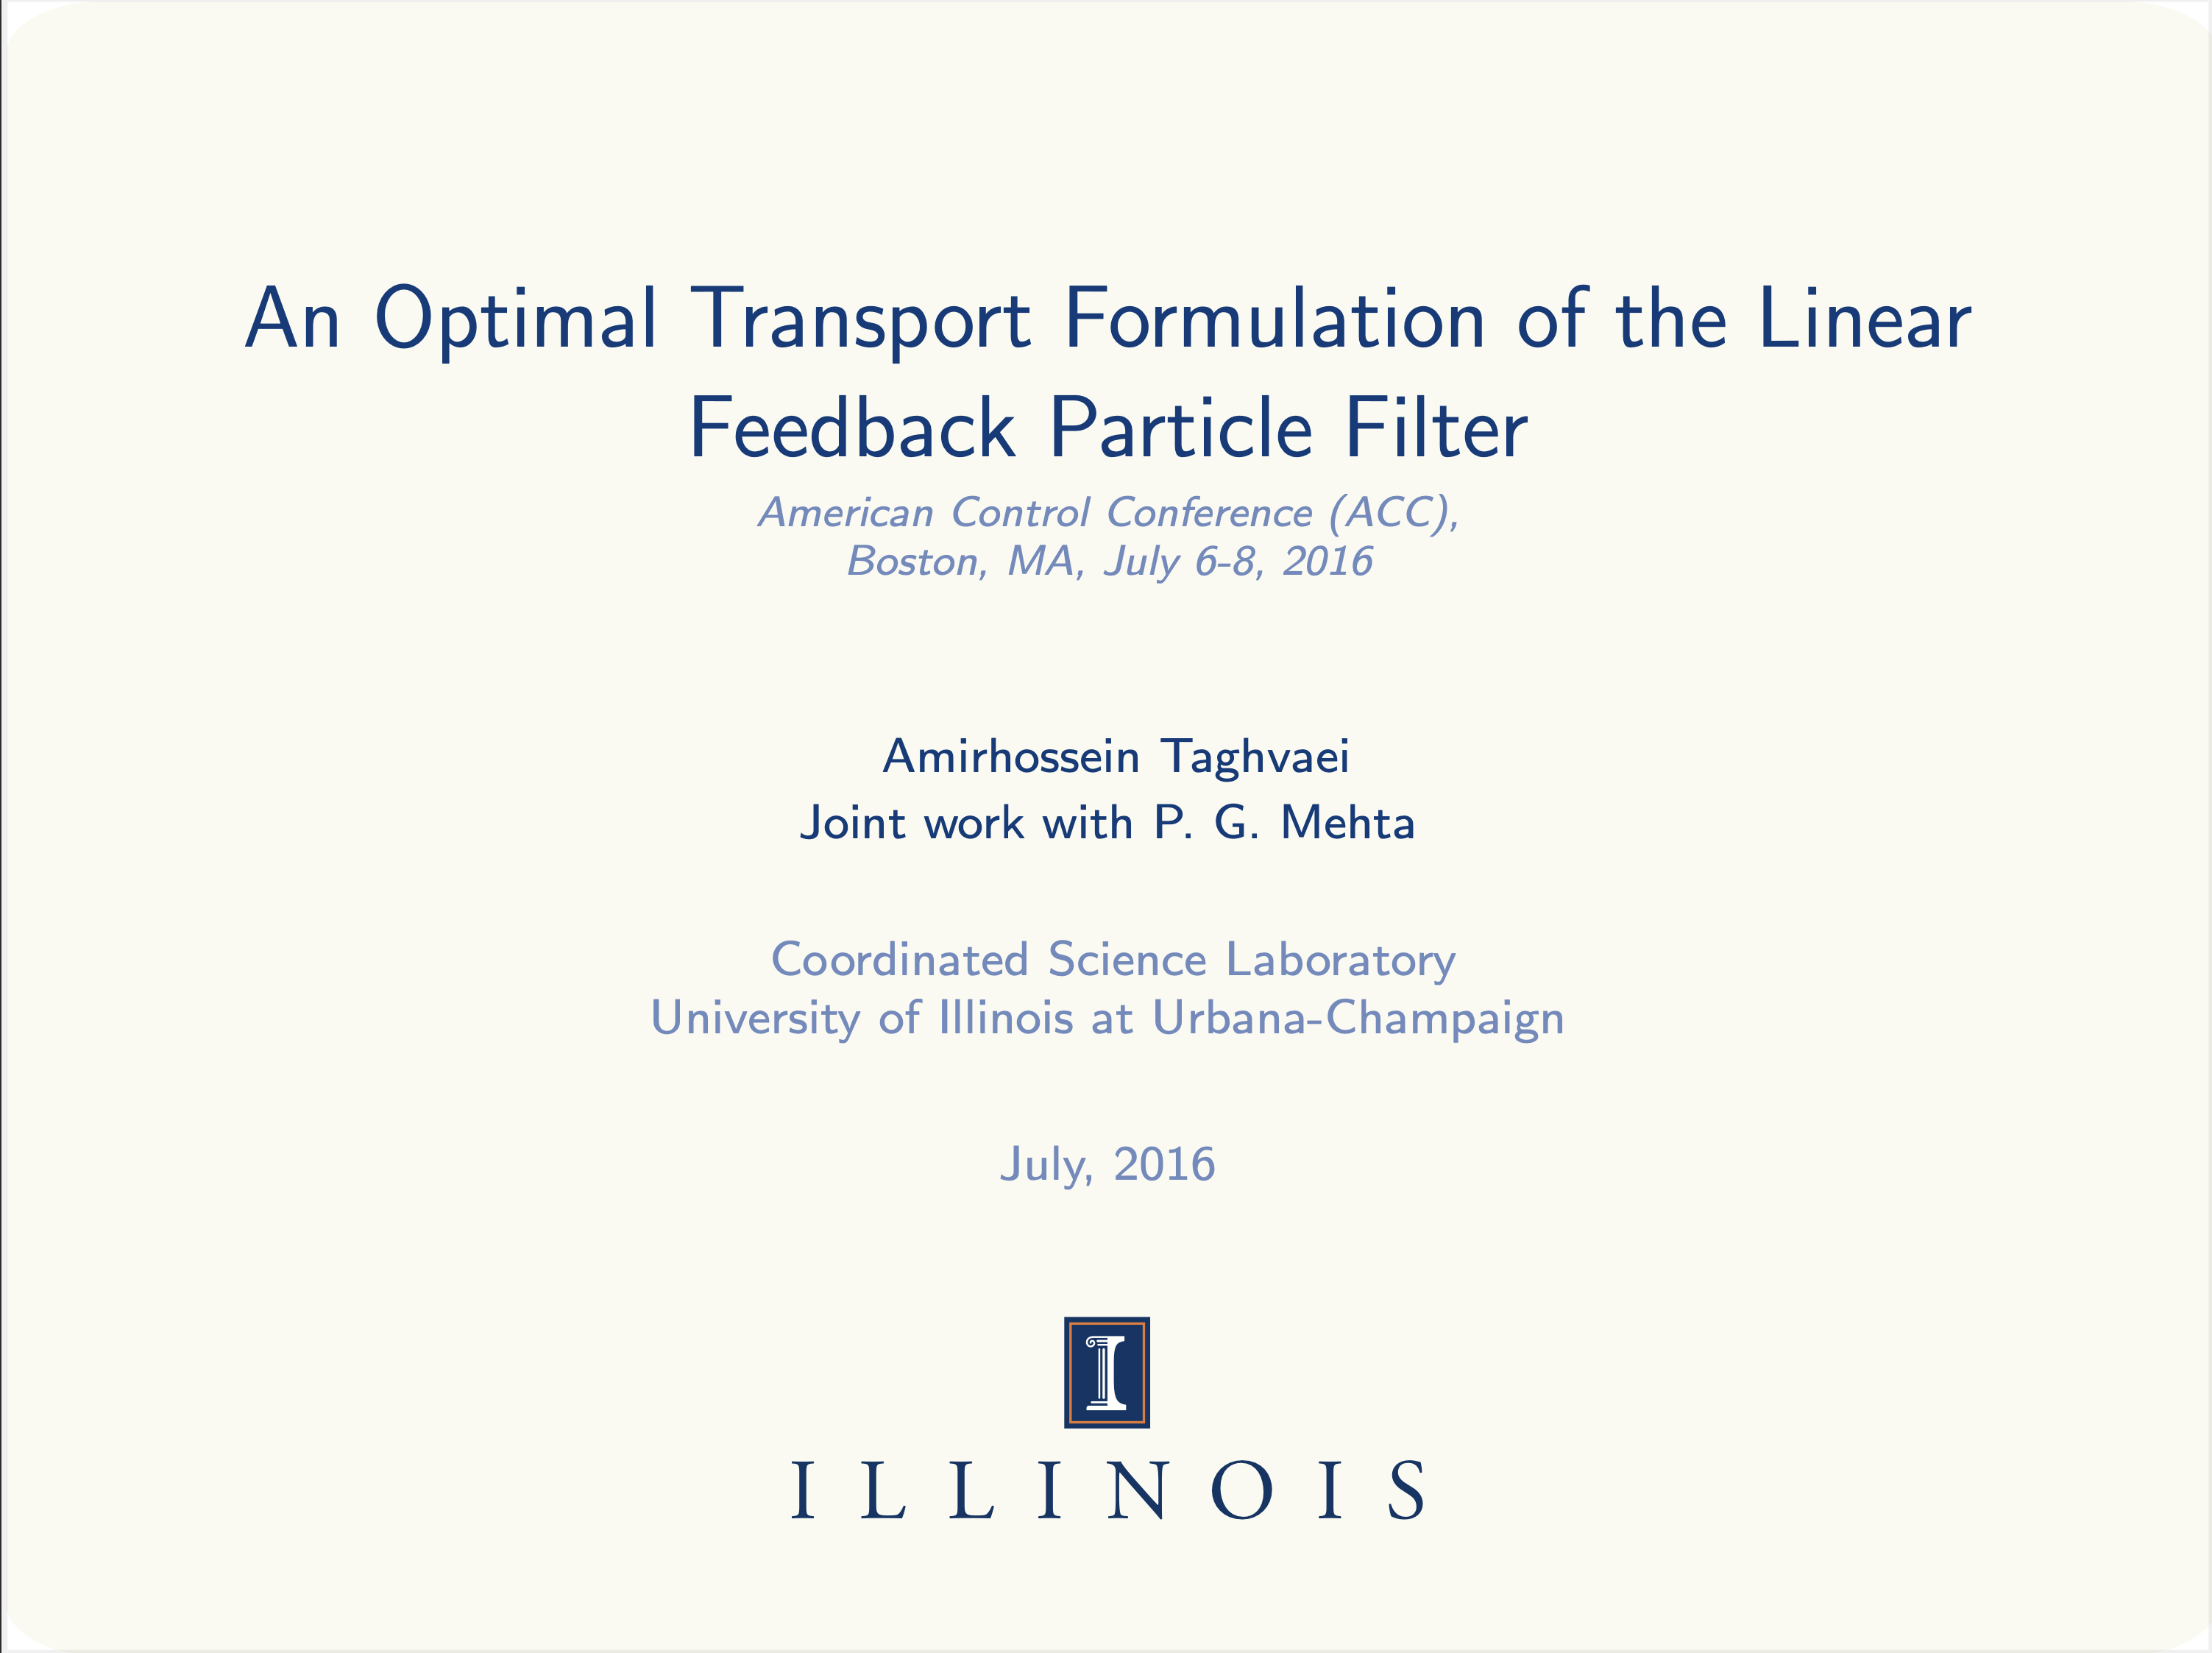 An Optimal Transport Formulation of the Linear
Feedback Particle Filter
American Control Conference (ACC),
Boston, MA, July 6-8, 2016
Amirhossein Taghvaei
Joint work with P. G. Mehta
Coordinated Science Laboratory
University of Illinois at Urbana-Champaign
July, 2016
I
ILLINOIS